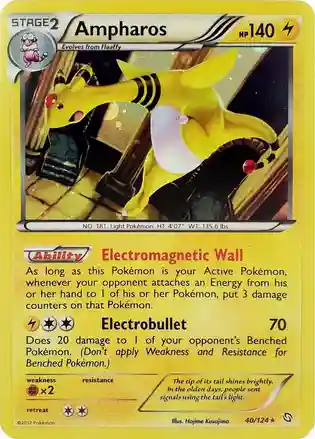 STAGE2
Ampharos
HP140
Evolves from Flaaffy
NO. 181 Light Pokémon HT: 4'07" WT: 135.6 lbs
Ability Electromagnetic Wall
As long as this Pokémon is your Active Pokémon,
whenever your opponent attaches an Energy from his
or her hand to 1 of his or her Pokémon, put 3 damage
counters on that Pokémon.
Electrobullet 70
Does 20 damage to 1 of your opponent's Benched
Pokémon. (Don't apply Weakness and Resistance for
Benched Pokémon.)
weakness resistance
×2
retreat
The tip of its tail shines brightly.
In the olden days, people sent
signals using the tail's light.
©2012 Pokémon
Illus. Hajime Kusajima
40/124